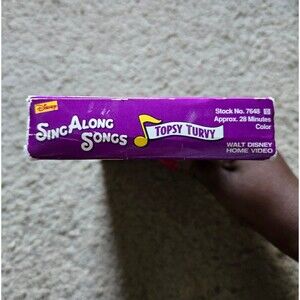 Disney
SING ALONG
SONGS
TOPSY TURVY
Stock No. 7648
Approx. 28 Minutes
Color
WALT DISNEY
HOME VIDEO